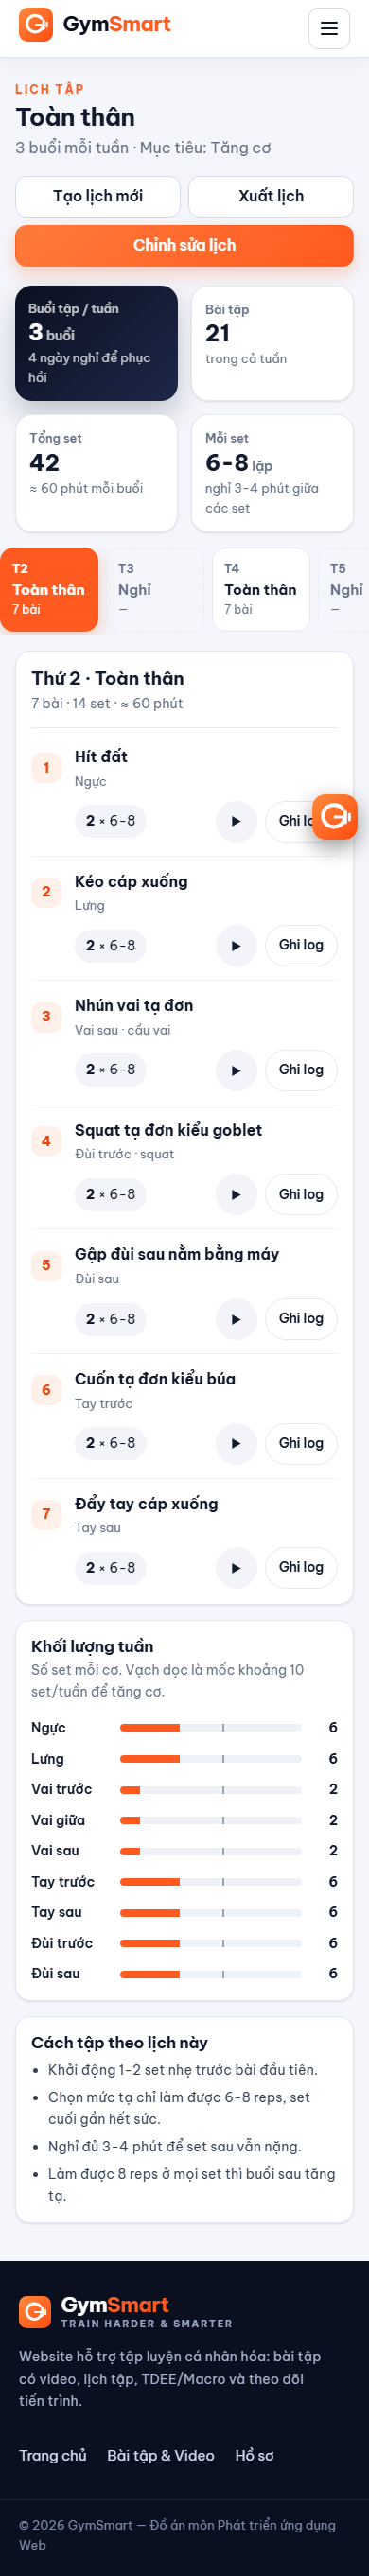 GymSmart
LỊCH TẬP
Toàn thân
3 buổi mỗi tuần · Mục tiêu: Tăng cơ
Tạo lịch mới
Xuất lịch
Chỉnh sửa lịch
Buổi tập / tuần
3 buổi
4 ngày nghỉ để phục
hồi
Bài tập
21
trong cả tuần
Tổng set
42
≈ 60 phút mỗi buổi
Mỗi set
6-8 lặp
nghỉ 3-4 phút giữa
các set
T2
Toàn thân
7 bài
T3
Nghỉ
—
T4
Toàn thân
7 bài
T5
Nghỉ
—
Thứ 2 · Toàn thân
7 bài · 14 set · ≈ 60 phút
1
Hít đất
Ngực
2 × 6-8
Ghi
2
Kéo cáp xuống
Lưng
2 × 6-8
Ghi log
3
Nhún vai tạ đơn
Vai sau · cầu vai
2 × 6-8
Ghi log
4
Squat tạ đơn kiểu goblet
Đùi trước · squat
2 × 6-8
Ghi log
5
Gập đùi sau nằm bằng máy
Đùi sau
2 × 6-8
Ghi log
6
Cuốn tạ đơn kiểu búa
Tay trước
2 × 6-8
Ghi log
7
Đẩy tay cáp xuống
Tay sau
2 × 6-8
Ghi log
Khối lượng tuần
Số set mỗi cơ. Vạch dọc là mốc khoảng 10
set/tuần để tăng cơ.
Ngực 6
Lưng 6
Vai trước 2
Vai giữa 2
Vai sau 2
Tay trước 6
Tay sau 6
Đùi trước 6
Đùi sau 6
Cách tập theo lịch này
• Khởi động 1-2 set nhẹ trước bài đầu tiên.
• Chọn mức tạ chỉ làm được 6-8 reps, set
cuối gần hết sức.
• Nghỉ đủ 3-4 phút để set sau vẫn nặng.
• Làm được 8 reps ở mọi set thì buổi sau tăng
tạ.
GymSmart
TRAIN HARDER & SMARTER
Website hỗ trợ tập luyện cá nhân hóa: bài tập
có video, lịch tập, TDEE/Macro và theo dõi
tiến trình.
Trang chủ
Bài tập & Video
Hồ sơ
© 2026 GymSmart — Đồ án môn Phát triển ứng dụng
Web